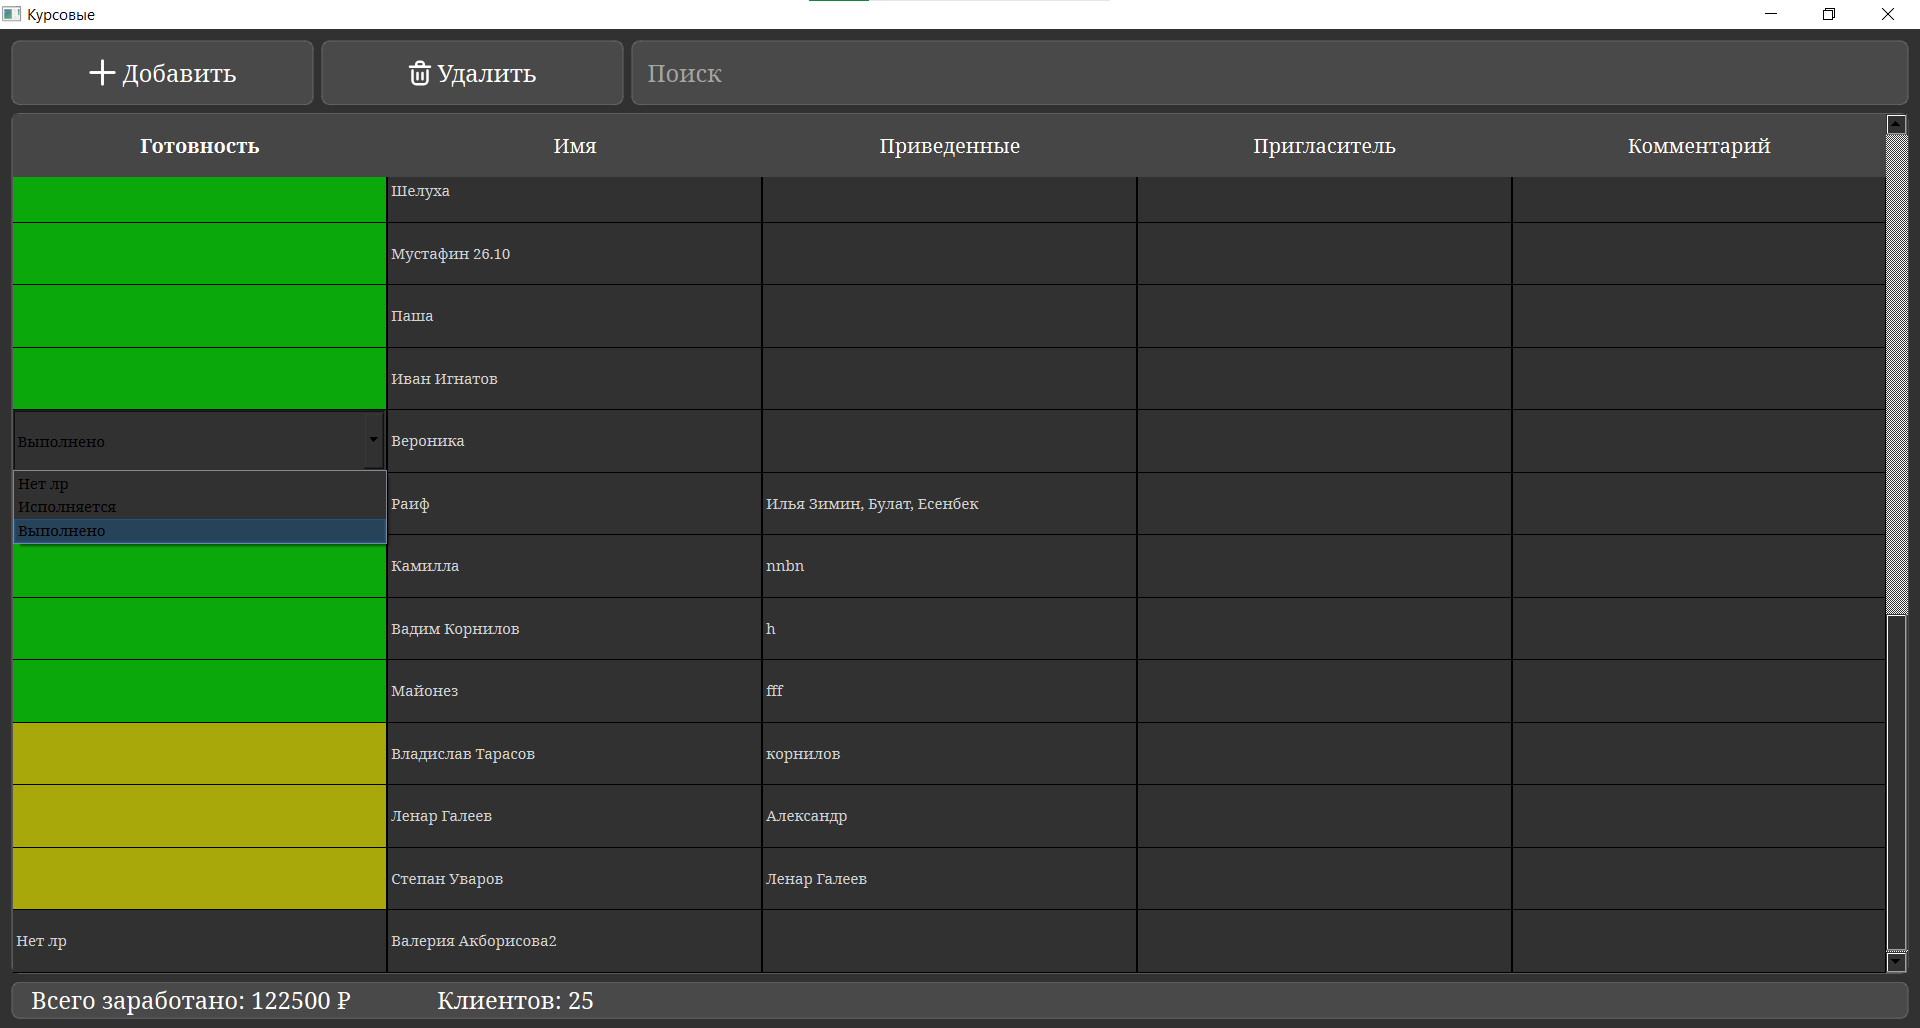 Курсовые
Добавить
Удалить
Поиск
Готовность Имя Приведенные Пригласитель Комментарий
Шелуха
Мустафин 26.10
Паша
Иван Игнатов
Выполнено Вероника
Нет лр
Исполняется
Выполнено
Раиф Илья Зимин, Булат, Есенбек
Камилла nnbn
Вадим Корнилов h
Майонез fff
Владислав Тарасов корнилов
Ленар Галеев Александр
Степан Уваров Ленар Галеев
Нет лр Валерия Акборисова2
Всего заработано: 122500 ₽ Клиентов: 25